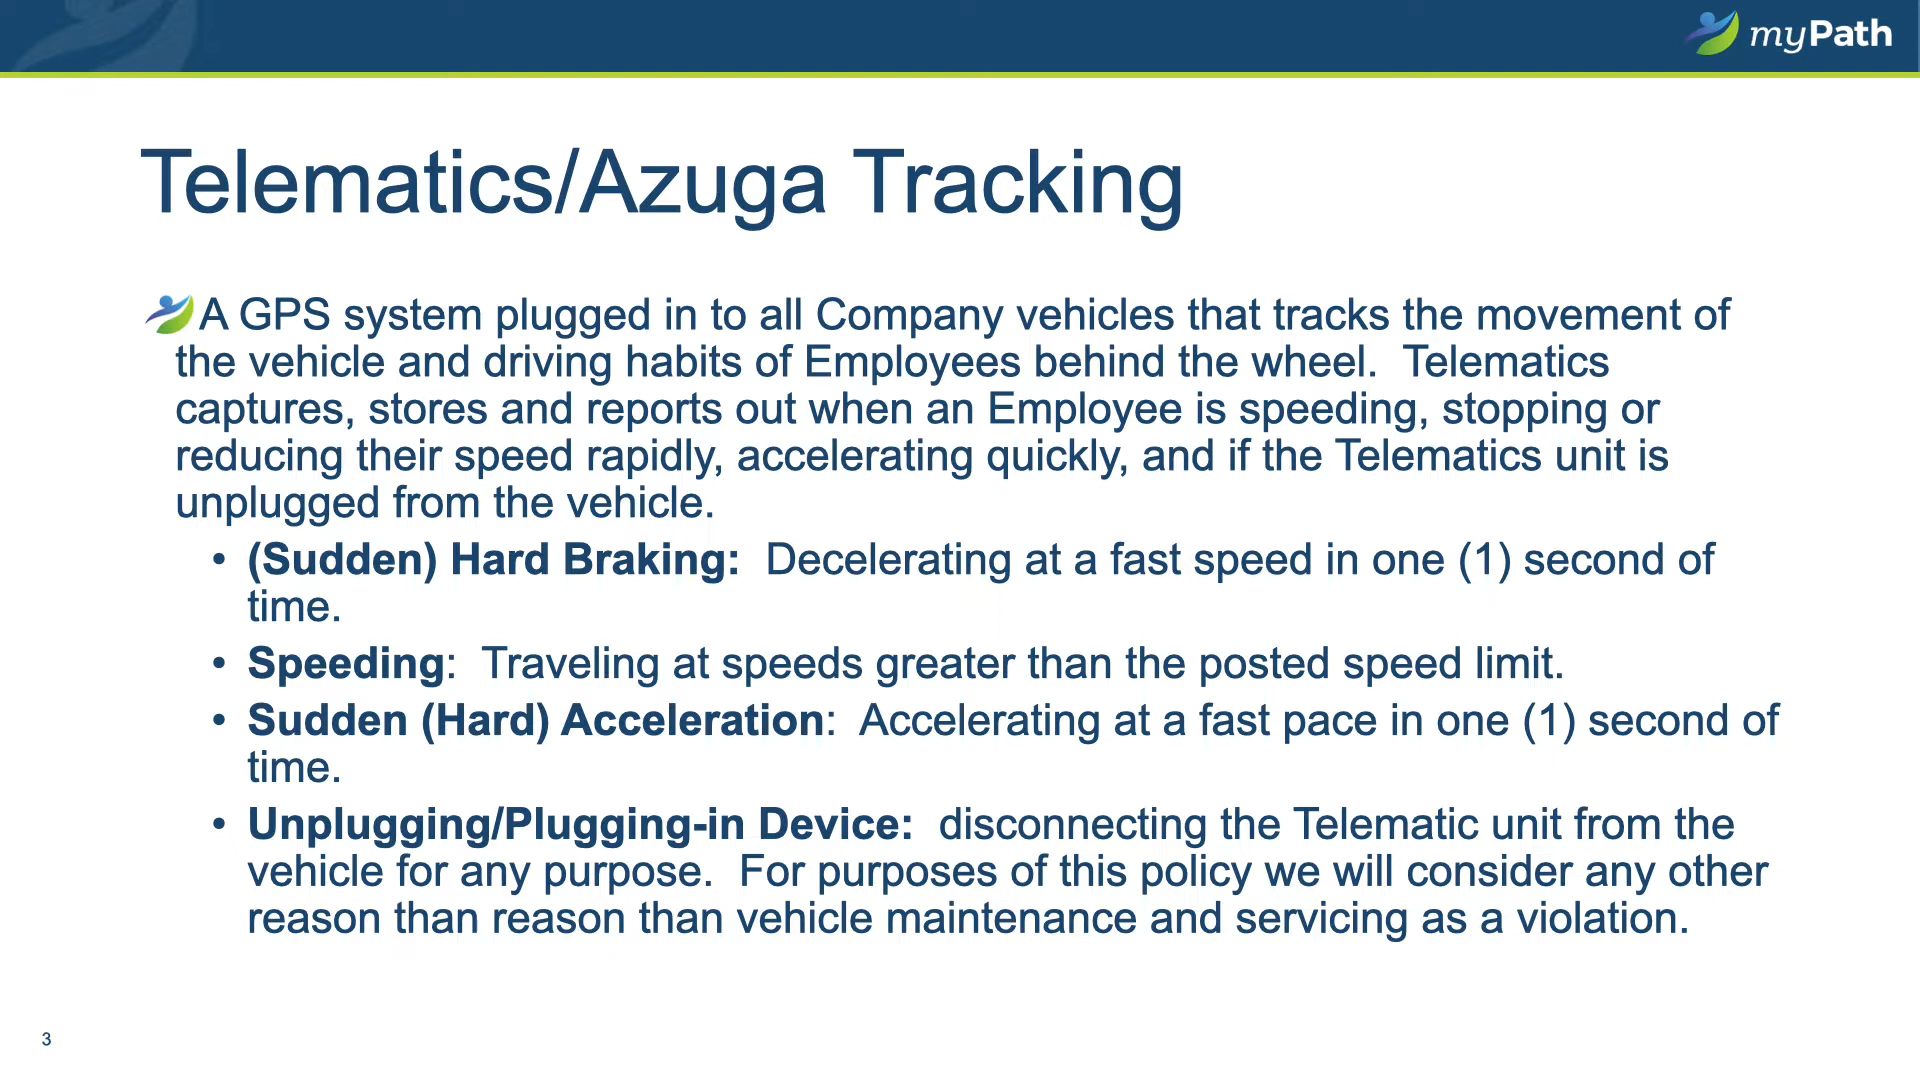 myPath
Telematics/Azuga Tracking
A GPS system plugged in to all Company vehicles that tracks the movement of
the vehicle and driving habits of Employees behind the wheel.  Telematics
captures, stores and reports out when an Employee is speeding, stopping or
reducing their speed rapidly, accelerating quickly, and if the Telematics unit is
unplugged from the vehicle.
• (Sudden) Hard Braking:  Decelerating at a fast speed in one (1) second of
time.
• Speeding:  Traveling at speeds greater than the posted speed limit.
• Sudden (Hard) Acceleration:  Accelerating at a fast pace in one (1) second of
time.
• Unplugging/Plugging-in Device:  disconnecting the Telematic unit from the
vehicle for any purpose.  For purposes of this policy we will consider any other
reason than reason than vehicle maintenance and servicing as a violation.
3